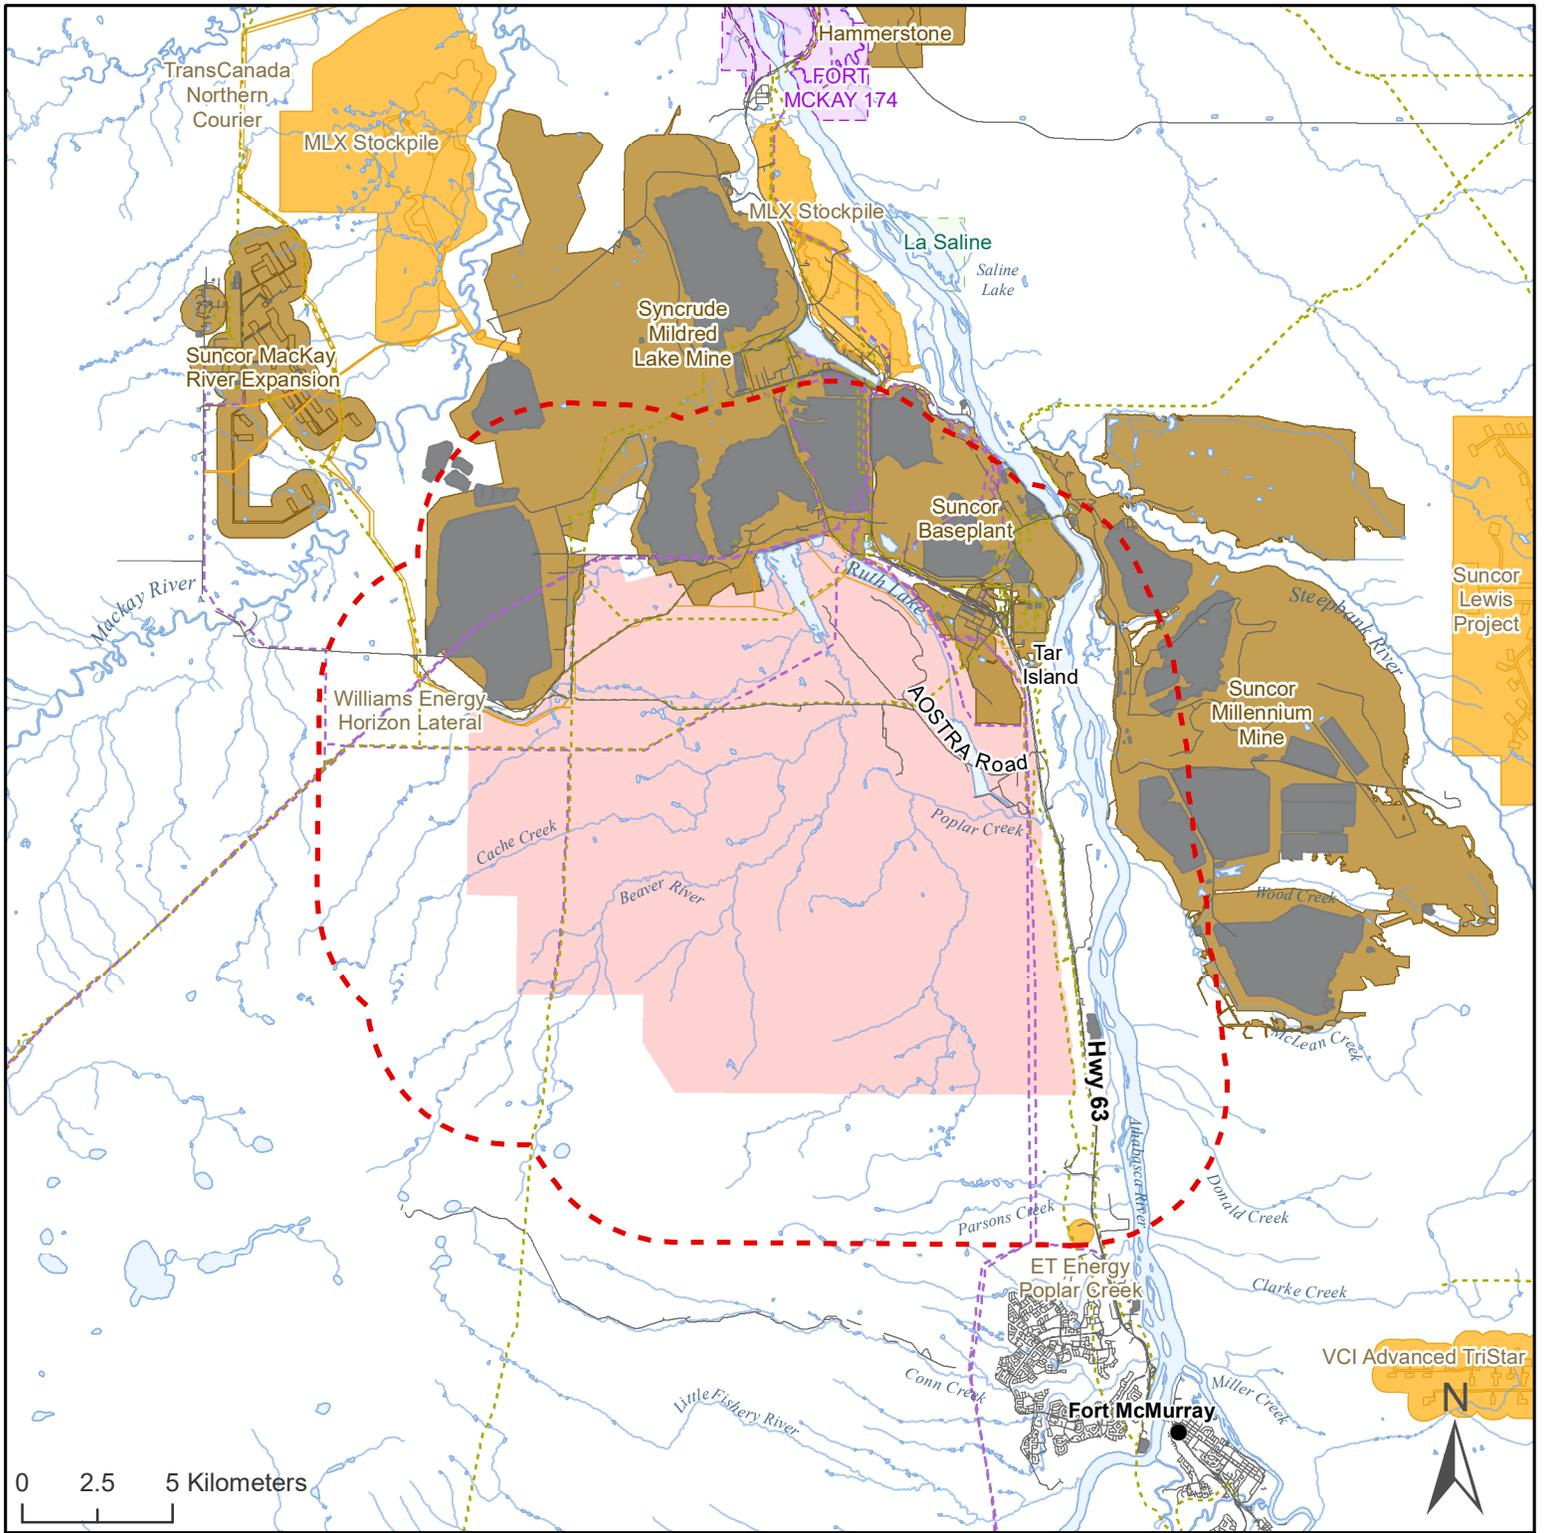 Hammerstone
TransCanada
Northern
Courier
FORT
MCKAY 174
MLX Stockpile
MLX Stockpile
La Saline
Saline
Lake
Syncrude
Mildred
Lake Mine
Suncor MacKay
River Expansion
Suncor
Baseplant
Mackay River
Ruth Lake
Steepbank River
Suncor
Lewis
Project
Tar
Island
Williams Energy
Horizon Lateral
AOSTRA Road
Suncor
Millennium
Mine
Poplar Creek
Cache Creek
Beaver River
Wood Creek
McLean Creek
Hwy 63
Athabasca River
Donald Creek
Parsons Creek
ET Energy
Poplar Creek
Clarke Creek
VCI Advanced TriStar
Conn Creek
Miller Creek
LittleFishery River
Fort McMurray
N
0 2.5 5 Kilometers